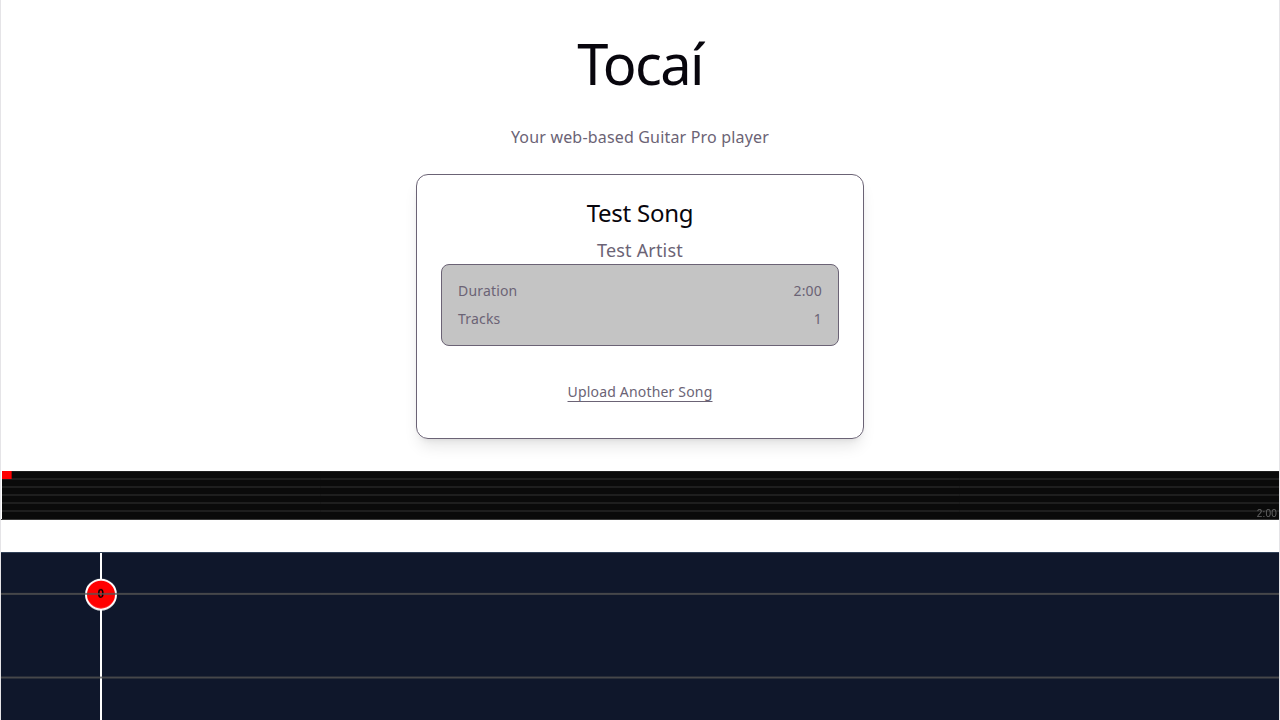 Tocaí
Your web-based Guitar Pro player
Test Song
Test Artist
Duration 2:00
Tracks 1
Upload Another Song
2:00
0